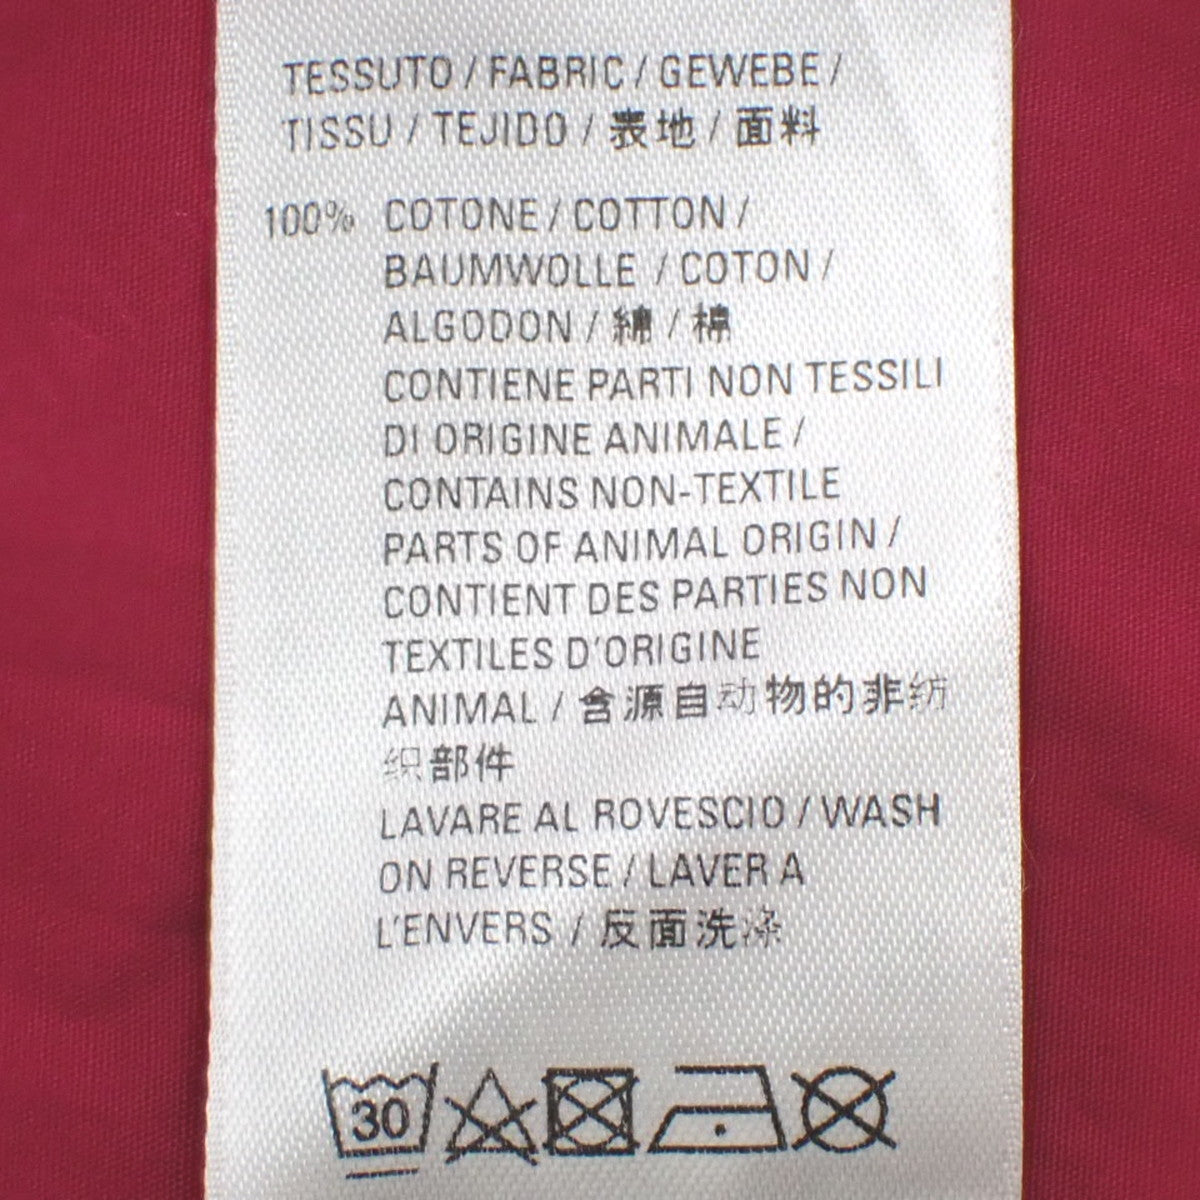 TESSUTO / FABRIC / GEWEBE /
TISSU / TEJIDO / 表地 / 面料
100% COTONE / COTTON /
BAUMWOLLE / COTON /
ALGODON / 綿 / 棉
CONTIENE PARTI NON TESSILI
DI ORIGINE ANIMALE /
CONTAINS NON-TEXTILE
PARTS OF ANIMAL ORIGIN /
CONTIENT DES PARTIES NON
TEXTILES D'ORIGINE
ANIMAL / 含源自动物的非纺
织部件
LAVARE AL ROVESCIO / WASH
ON REVERSE / LAVER A
L'ENVERS / 反面洗涤
30